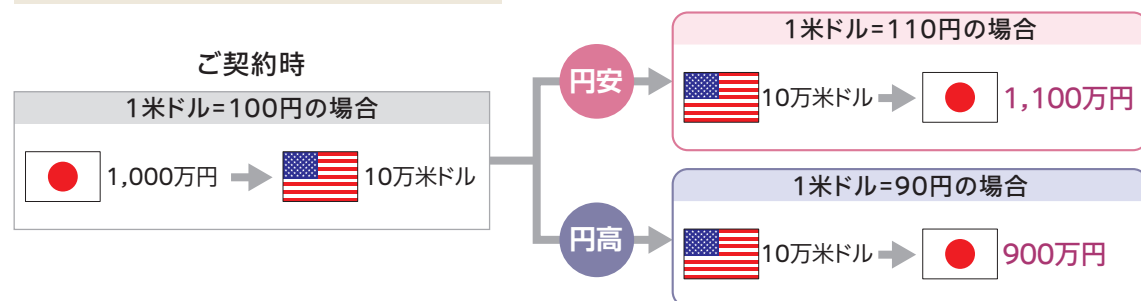 ご契約時
1米ドル=100円の場合
1,000万円 10万米ドル
円安
1米ドル=110円の場合
10万米ドル 1,100万円
円高
1米ドル=90円の場合
10万米ドル 900万円